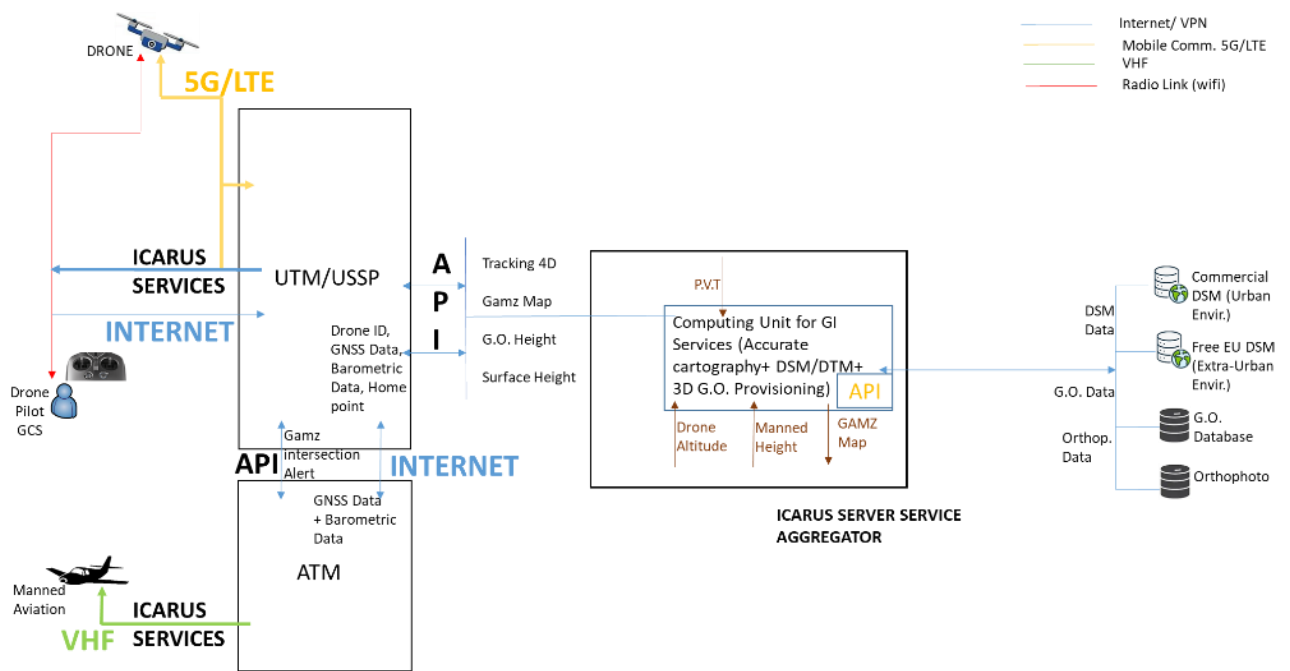 Internet/ VPN
Mobile Comm. 5G/LTE
VHF
Radio Link (wifi)
DRONE
5G/LTE
ICARUS
SERVICES
INTERNET
Drone
Pilot
GCS
UTM/USSP
Drone ID,
GNSS Data,
Barometric
Data, Home
point
A
P
I
Tracking 4D
Gamz Map
G.O. Height
Surface Height
P.V.T
Computing Unit for GI
Services (Accurate
cartography+ DSM/DTM+
3D G.O. Provisioning)
API
Drone
Altitude
Manned
Height
GAMZ
Map
ICARUS SERVER SERVICE
AGGREGATOR
DSM
Data
G.O. Data
Orthop.
Data
Commercial
DSM (Urban
Envir.)
Free EU DSM
(Extra-Urban
Envir.)
G.O.
Database
Orthophoto
API
Gamz
intersection
Alert
INTERNET
GNSS Data
+ Barometric
Data
ATM
Manned
Aviation
ICARUS
SERVICES
VHF